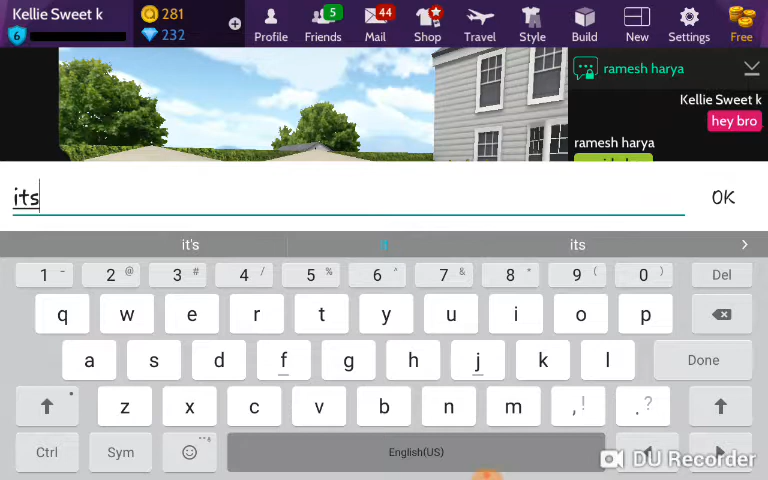 Kellie Sweet k
6
281
232
Profile
5
Friends
44
Mail
Shop
Travel
Style
Build
New
Settings
Free
ramesh harya
Kellie Sweet k
hey bro
ramesh harya
its
OK
it's
it
its
1 - 2 @ 3 # 4 / 5 % 6 ^ 7 & 8 * 9 ( 0 ) Del
q w e r t y u i o p
a s d f g h j k l Done
z x c v b n m , ! . ?
Ctrl Sym English(US)
DU Recorder